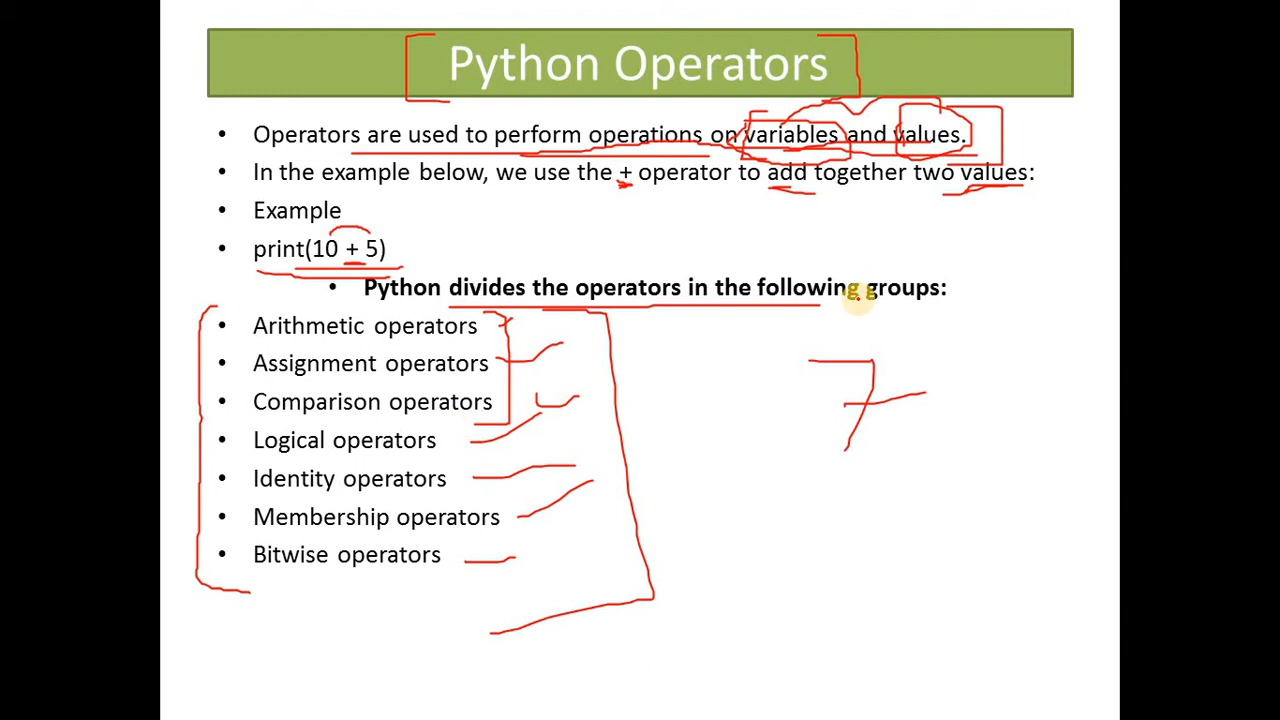 Python Operators
• Operators are used to perform operations on variables and values.
• In the example below, we use the + operator to add together two values:
• Example
• print(10 + 5)
• Python divides the operators in the following groups:
• Arithmetic operators
• Assignment operators
• Comparison operators
• Logical operators
• Identity operators
• Membership operators
• Bitwise operators
7